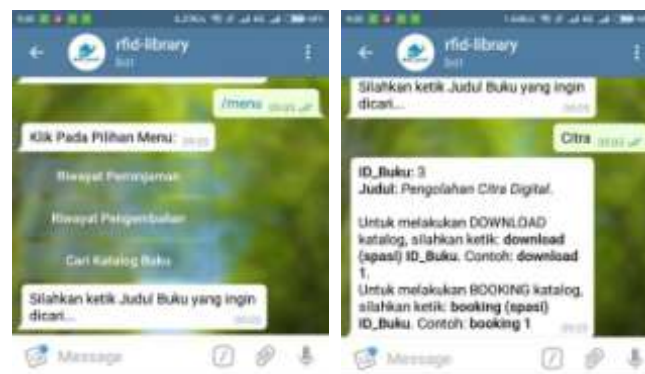 rfid-library
bot
/menu
Klik Pada Pilihan Menu:
Riwayat Peminjaman
Riwayat Pengembalian
Cari Katalog Buku
Silahkan ketik Judul Buku yang ingin
dicari...
Message
rfid-library
bot
Silahkan ketik Judul Buku yang ingin
dicari...
Citra
ID_Buku: 3
Judul: Pengolahan Citra Digital.
Untuk melakukan DOWNLOAD
katalog, silahkan ketik: download
(spasi) ID_Buku. Contoh: download
1.
Untuk melakukan BOOKING katalog,
silahkan ketik: booking (spasi)
ID_Buku. Contoh: booking 1
Message